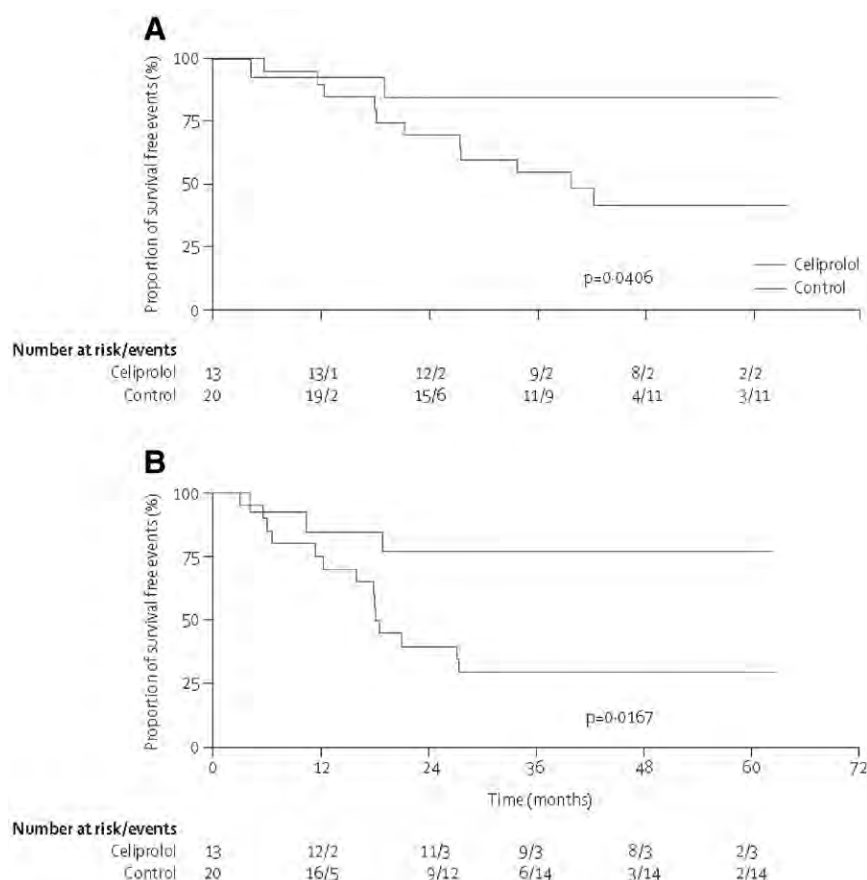 A
Proportion of survival free events (%)
100
75
50
25
0
p=0·0406
Celiprolol
Control
Number at risk/events
Celiprolol 13 13/1 12/2 9/2 8/2 2/2
Control 20 19/2 15/6 11/9 4/11 3/11
B
Proportion of survival free events (%)
100
75
50
25
0
p=0·0167
0 12 24 36 48 60 72
Time (months)
Number at risk/events
Celiprolol 13 12/2 11/3 9/3 8/3 2/3
Control 20 16/5 9/12 6/14 3/14 2/14